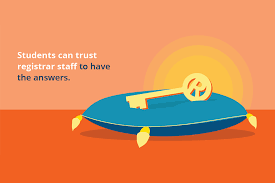 Students can trust
registrar staff to have
the answers.